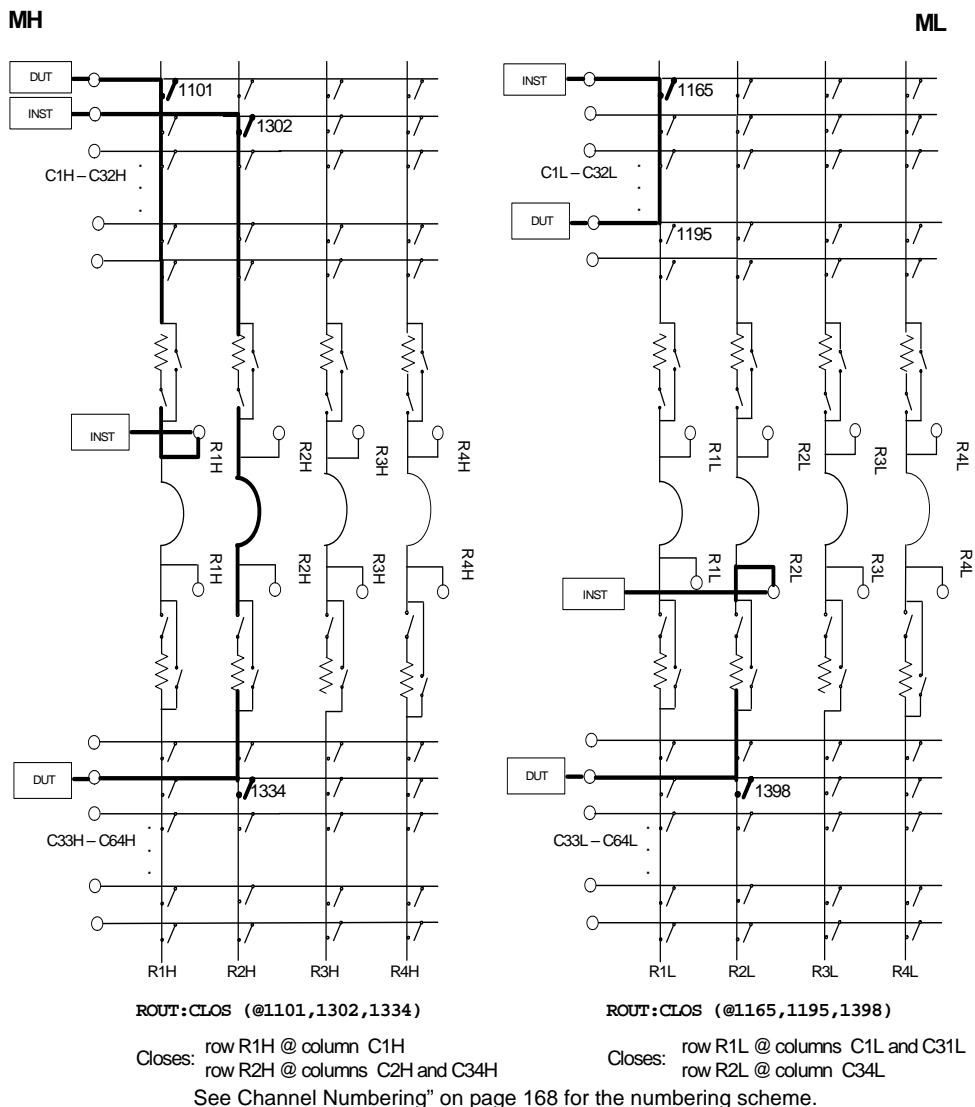 MH
ML
DUT
1101
INST
1302
C1H – C32H
INST
1165
C1L – C32L
DUT
1195
INST
R1H
R2H
R3H
R4H
R1H
R2H
R3H
R4H
R1L
R2L
R3L
R4L
R1L
R2L
R3L
R4L
INST
DUT
1334
C33H – C64H
DUT
1398
C33L – C64L
R1H
R2H
R3H
R4H
R1L
R2L
R3L
R4L
ROUT:CLOS (@1101,1302,1334)
ROUT:CLOS (@1165,1195,1398)
Closes: row R1H @ column C1H
row R2H @ columns C2H and C34H
Closes: row R1L @ columns C1L and C31L
row R2L @ column C34L
See Channel Numbering” on page 168 for the numbering scheme.